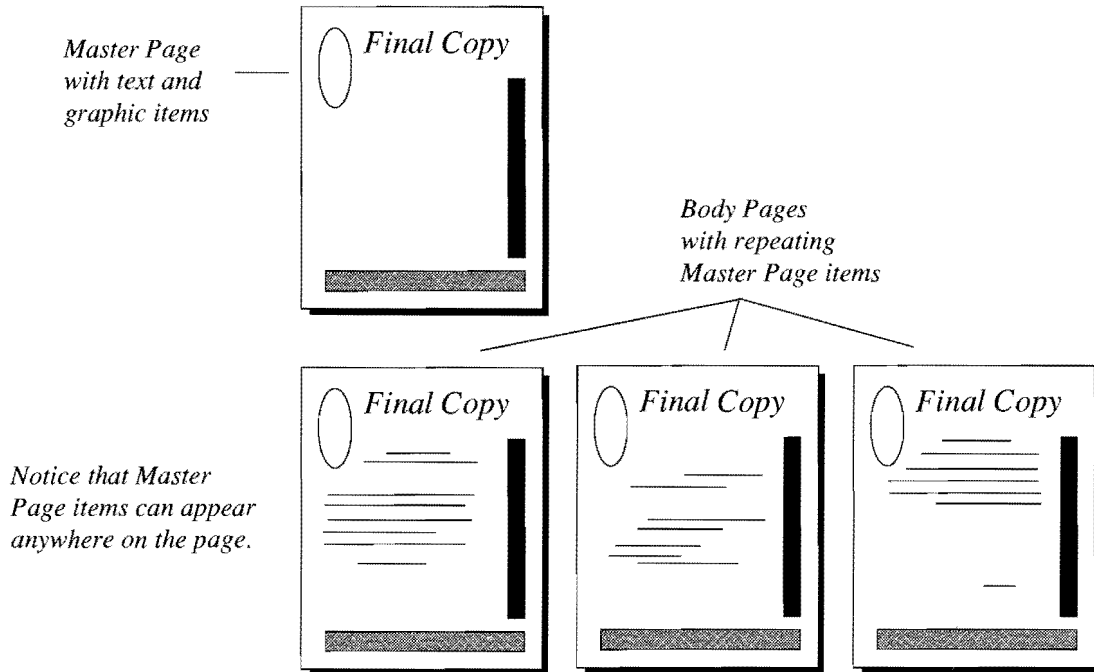 Master Page
with text and
graphic items
Final Copy
Body Pages
with repeating
Master Page items
Final Copy
Final Copy
Final Copy
Notice that Master
Page items can appear
anywhere on the page.